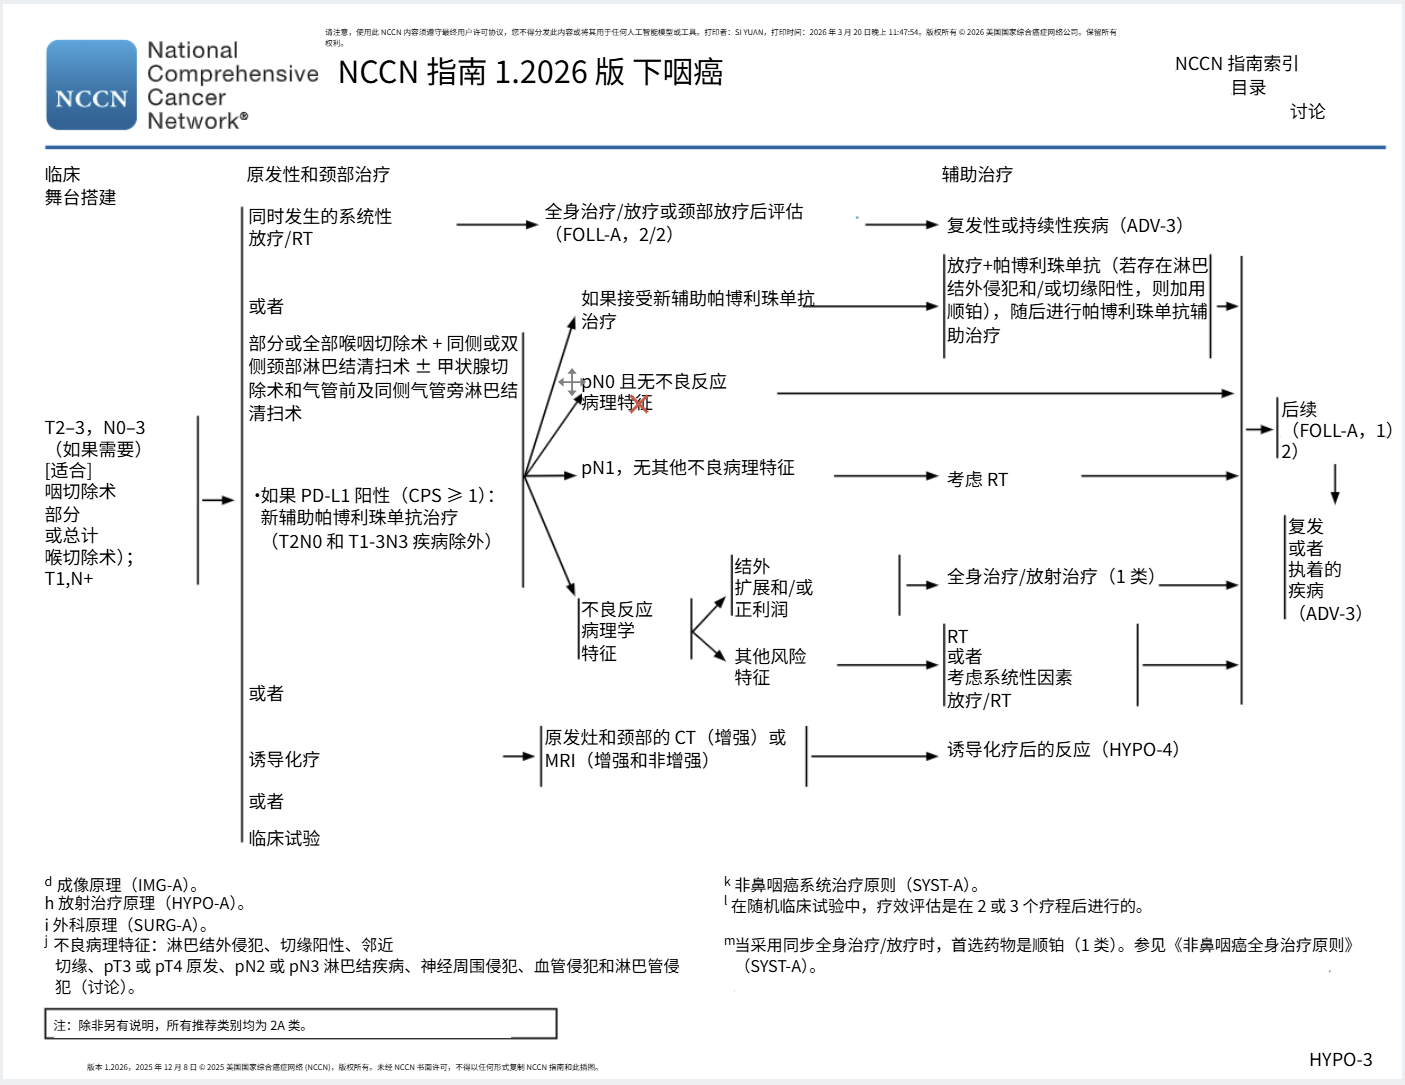 请注意，使用此 NCCN 内容须遵守最终用户许可协议，您不得分发此内容或将其用于任何人工智能模型或工具。打印者：SI YUAN，打印时间：2026 年 3 月 20 日晚上 11:47:54。版权所有 © 2026 美国国家综合癌症网络公司。保留所有
权利。
NCCN
National
Comprehensive
Cancer
Network®
NCCN 指南 1.2026 版 下咽癌
NCCN 指南索引
目录
讨论
临床
舞台搭建
原发性和颈部治疗
辅助治疗
T2–3，N0–3
（如果需要）
[适合]
咽切除术
部分
或总计
喉切除术）；
T1,N+
同时发生的系统性
放疗/RT
全身治疗/放疗或颈部放疗后评估
（FOLL-A，2/2）
复发性或持续性疾病（ADV-3）
或者
部分或全部喉咽切除术 + 同侧或双
侧颈部淋巴结清扫术 ± 甲状腺切
除术和气管前及同侧气管旁淋巴结
清扫术
•如果 PD-L1 阳性（CPS ⩾ 1）：
新辅助帕博利珠单抗治疗
（T2N0 和 T1-3N3 疾病除外）
如果接受新辅助帕博利珠单抗
治疗
放疗+帕博利珠单抗（若存在淋巴
结外侵犯和/或切缘阳性，则加用
顺铂），随后进行帕博利珠单抗辅
助治疗
pN0 且无不良反应
病理特征
pN1，无其他不良病理特征
考虑 RT
不良反应
病理学
特征
结外
扩展和/或
正利润
全身治疗/放射治疗（1 类）
其他风险
特征
RT
或者
考虑系统性因素
放疗/RT
后续
（FOLL-A，1）
2）
复发
或者
执着的
疾病
（ADV-3）
或者
诱导化疗
原发灶和颈部的 CT（增强）或
MRI（增强和非增强）
诱导化疗后的反应（HYPO-4）
或者
临床试验
d 成像原理（IMG-A）。
h 放射治疗原理（HYPO-A）。
i 外科原理（SURG-A）。
j 不良病理特征：淋巴结外侵犯、切缘阳性、邻近
切缘、pT3 或 pT4 原发、pN2 或 pN3 淋巴结疾病、神经周围侵犯、血管侵犯和淋巴管侵
犯（讨论）。
k 非鼻咽癌系统治疗原则（SYST-A）。
l 在随机临床试验中，疗效评估是在 2 或 3 个疗程后进行的。
m当采用同步全身治疗/放疗时，首选药物是顺铂（1 类）。参见《非鼻咽癌全身治疗原则》
（SYST-A）。
注：除非另有说明，所有推荐类别均为 2A 类。
版本 1.2026，2025 年 12 月 8 日 © 2025 美国国家综合癌症网络 (NCCN)，版权所有。未经 NCCN 书面许可，不得以任何形式复制 NCCN 指南和此插图。
HYPO-3